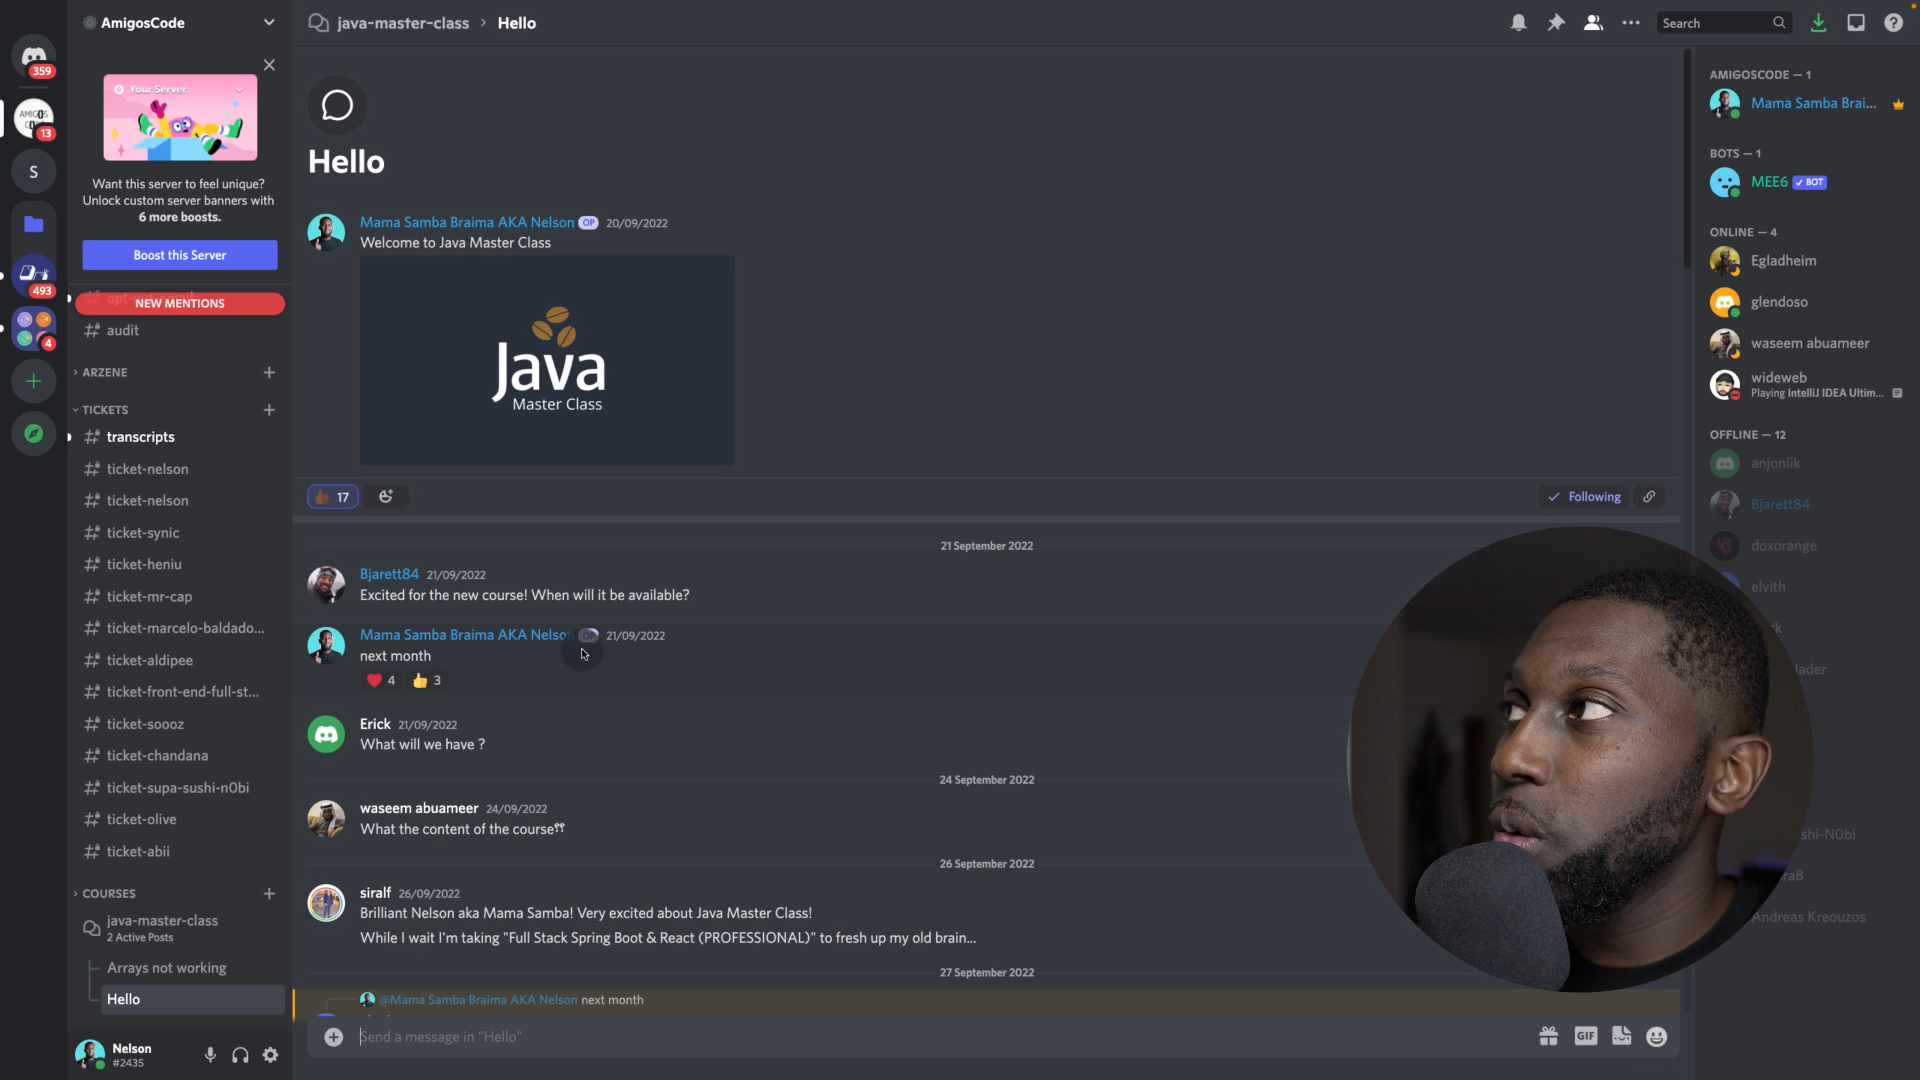 359
AMIGOS
13
S
493
4
AmigosCode
Your Server
Want this server to feel unique?
Unlock custom server banners with
6 more boosts.
Boost this Server
NEW MENTIONS
audit
ARZENE
TICKETS
transcripts
ticket-nelson
ticket-nelson
ticket-synic
ticket-heniu
ticket-mr-cap
ticket-marcelo-baldado...
ticket-aldipee
ticket-front-end-full-st...
ticket-soooz
ticket-chandana
ticket-supa-sushi-n0bi
ticket-olive
ticket-abii
COURSES
java-master-class
2 Active Posts
Arrays not working
Hello
Nelson
#2435
java-master-class › Hello
Search
Hello
Mama Samba Braima AKA Nelson OP 20/09/2022
Welcome to Java Master Class
Java
Master Class
17
Following
21 September 2022
Bjarett84 21/09/2022
Excited for the new course! When will it be available?
Mama Samba Braima AKA Nelson OP 21/09/2022
next month
4 3
Erick 21/09/2022
What will we have ?
24 September 2022
waseem abuameer 24/09/2022
What the content of the course⁇
26 September 2022
siralf 26/09/2022
Brilliant Nelson aka Mama Samba! Very excited about Java Master Class!
While I wait I'm taking "Full Stack Spring Boot & React (PROFESSIONAL)" to fresh up my old brain...
27 September 2022
@Mama Samba Braima AKA Nelson next month
Send a message in "Hello"
GIF
AMIGOSCODE — 1
Mama Samba Brai...
BOTS — 1
MEE6 ✓ BOT
ONLINE — 4
Egladheim
glendoso
waseem abuameer
wideweb
Playing IntelliJ IDEA Ultim...
OFFLINE — 12
anjonlik
Bjarett84
doxorange
elvith
shi-N0bi
Andreas Kreouzos